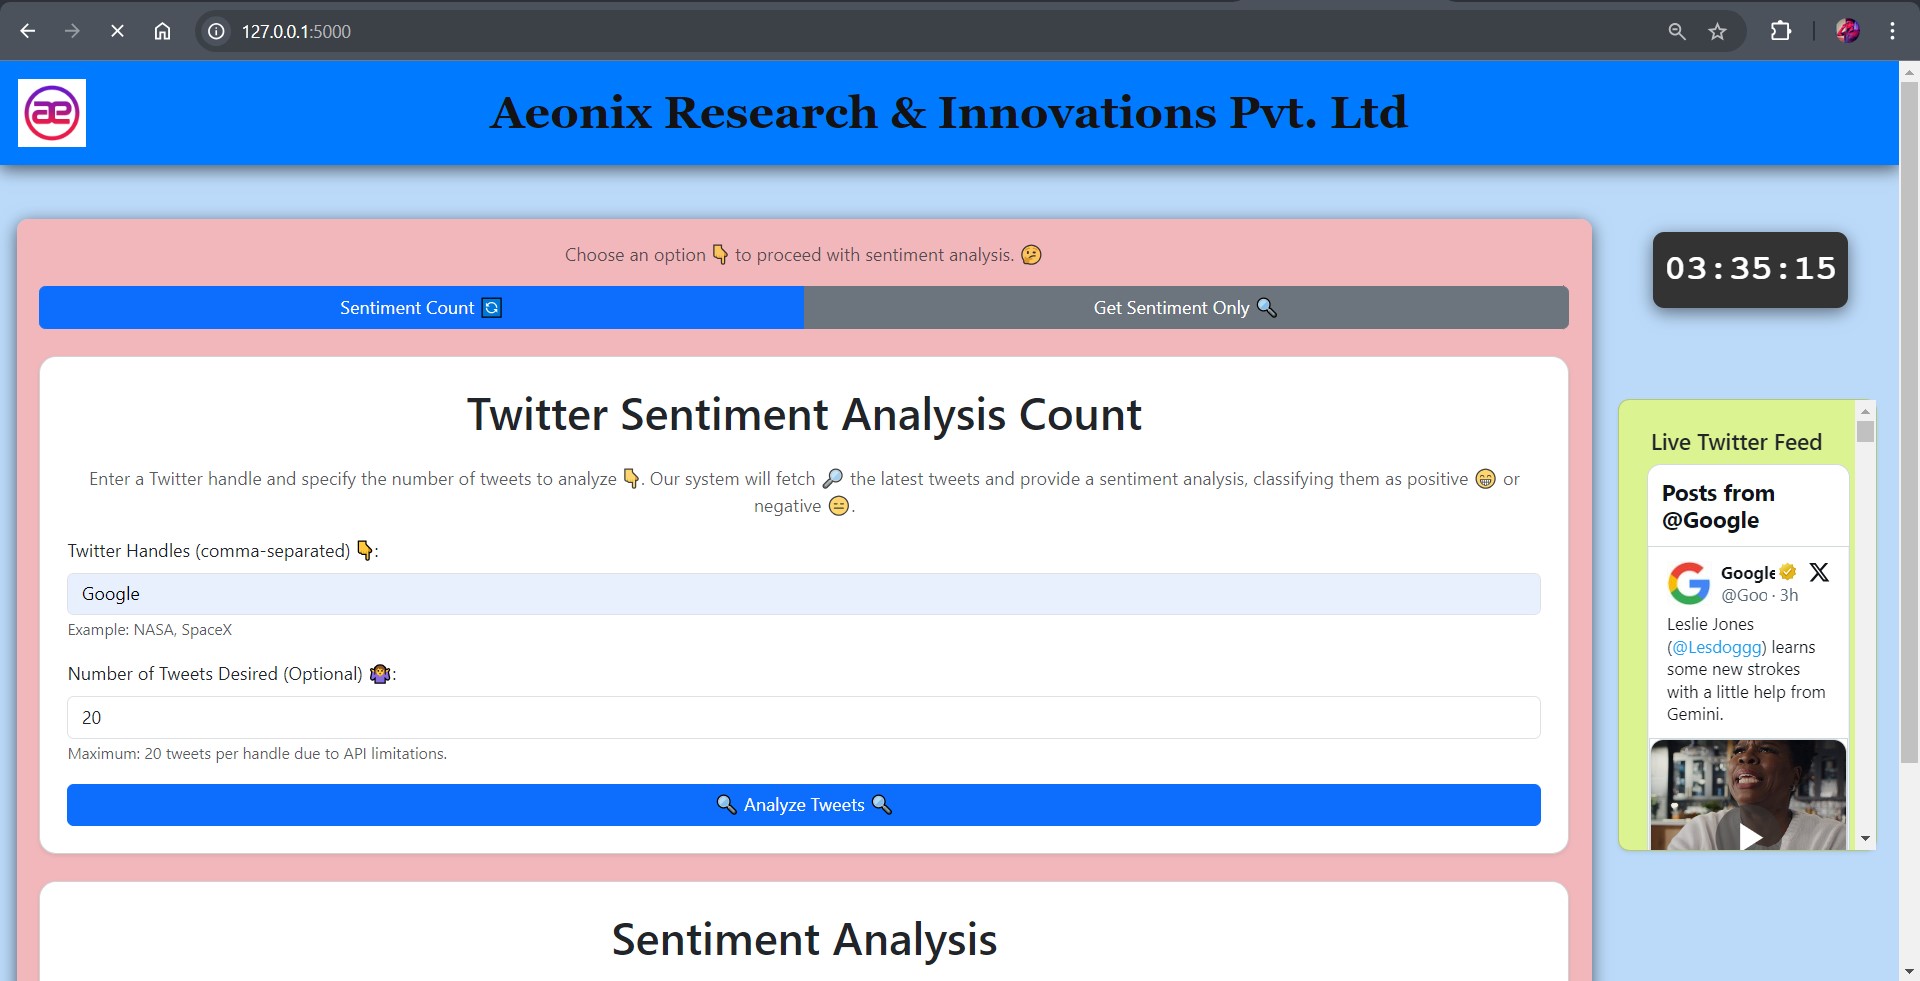 127.0.0.1:5000
ae
Aeonix Research & Innovations Pvt. Ltd
Choose an option 👇 to proceed with sentiment analysis. 🤔
Sentiment Count 🔄
Get Sentiment Only 🔍
03:35:15
Twitter Sentiment Analysis Count
Enter a Twitter handle and specify the number of tweets to analyze 👇. Our system will fetch 🔎 the latest tweets and provide a sentiment analysis, classifying them as positive 😁 or
negative 😑.
Twitter Handles (comma-separated) 👇:
Google
Example: NASA, SpaceX
Number of Tweets Desired (Optional) 🤷‍♀️:
20
Maximum: 20 tweets per handle due to API limitations.
🔍 Analyze Tweets 🔍
Sentiment Analysis
Live Twitter Feed
Posts from
@Google
Google
@Goo · 3h
Leslie Jones
(@Lesdoggg) learns
some new strokes
with a little help from
Gemini.